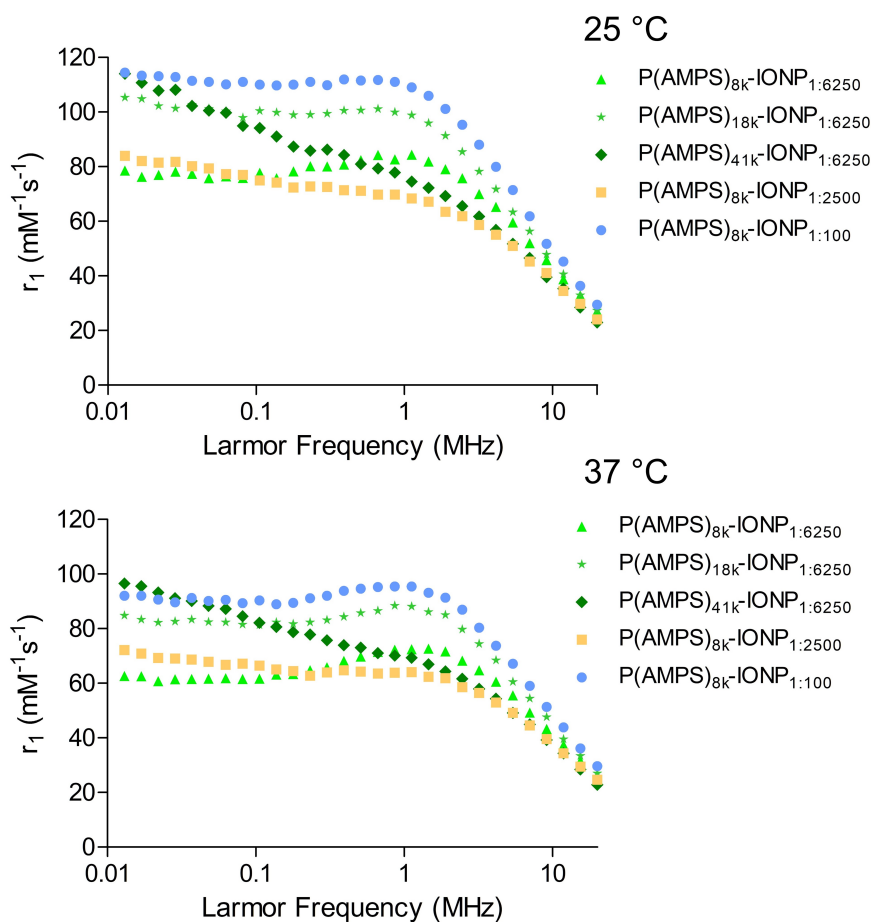 25 °C
120
100
80
60
40
20
0
r₁ (mM⁻¹s⁻¹)
0.01 0.1 1 10
Larmor Frequency (MHz)
P(AMPS)₈ₖ-IONP₁:₆₂₅₀
P(AMPS)₁₈ₖ-IONP₁:₆₂₅₀
P(AMPS)₄₁ₖ-IONP₁:₆₂₅₀
P(AMPS)₈ₖ-IONP₁:₂₅₀₀
P(AMPS)₈ₖ-IONP₁:₁₀₀
37 °C
120
100
80
60
40
20
0
r₁ (mM⁻¹s⁻¹)
0.01 0.1 1 10
Larmor Frequency (MHz)
P(AMPS)₈ₖ-IONP₁:₆₂₅₀
P(AMPS)₁₈ₖ-IONP₁:₆₂₅₀
P(AMPS)₄₁ₖ-IONP₁:₆₂₅₀
P(AMPS)₈ₖ-IONP₁:₂₅₀₀
P(AMPS)₈ₖ-IONP₁:₁₀₀